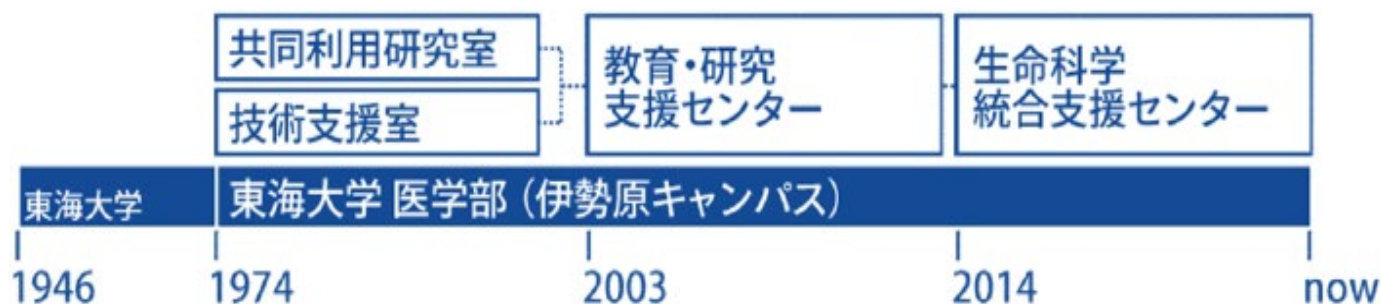 共同利用研究室
技術支援室
教育・研究
支援センター
生命科学
統合支援センター
東海大学
東海大学 医学部（伊勢原キャンパス）
1946
1974
2003
2014
now